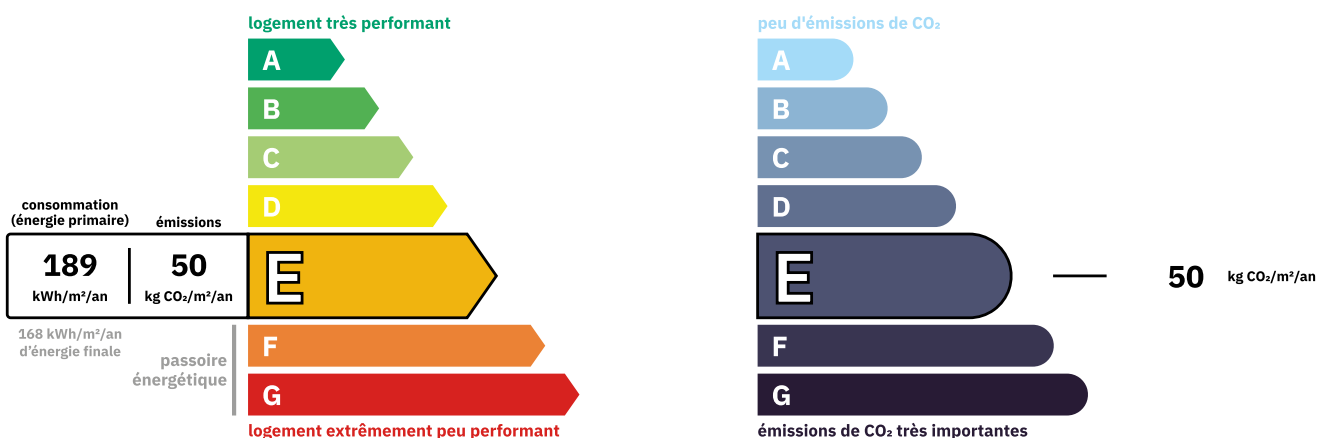 logement très performant
A
B
C
D
consommation
(énergie primaire)
émissions
189
kWh/m²/an
50
kg CO₂/m²/an
E
168 kWh/m²/an
d'énergie finale
passoire
énergétique
F
G
logement extrêmement peu performant
peu d'émissions de CO₂
A
B
C
D
E
50 kg CO₂/m²/an
F
G
émissions de CO₂ très importantes